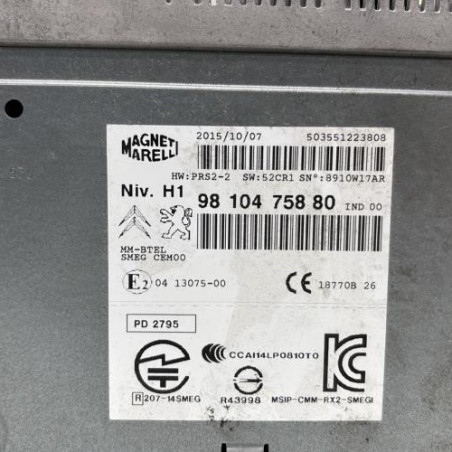 MAGNETI
MARELLI
2015/10/07 503551223808
HW:PRS2-2 SW:52CR1 SN°:8910W17AR
Niv. H1 98 104 758 80 IND 00
MM-BTEL
SMEG CEM00
E2 04 13075-00 CE 18770B 26
PD 2795
CCAI14LP0810T0
R 207-14SMEG R43998 MSIP-CMM-RX2-SMEGI